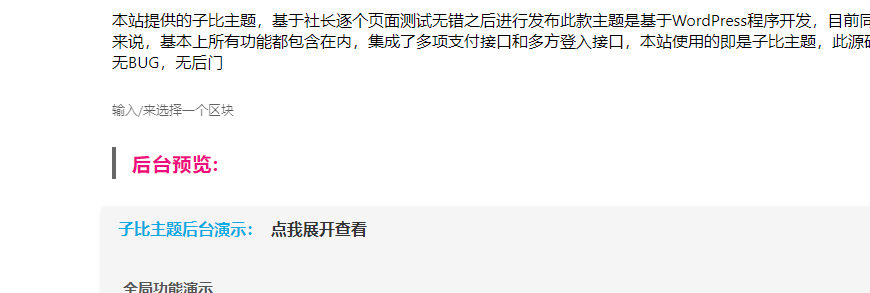 本站提供的子比主题，基于社长逐个页面测试无错之后进行发布此款主题是基于WordPress程序开发，目前同
来说，基本上所有功能都包含在内，集成了多项支付接口和多方登入接口，本站使用的即是子比主题，此源码
无BUG，无后门
输入/来选择一个区块
后台预览:
子比主题后台演示： 点我展开查看
全局功能演示